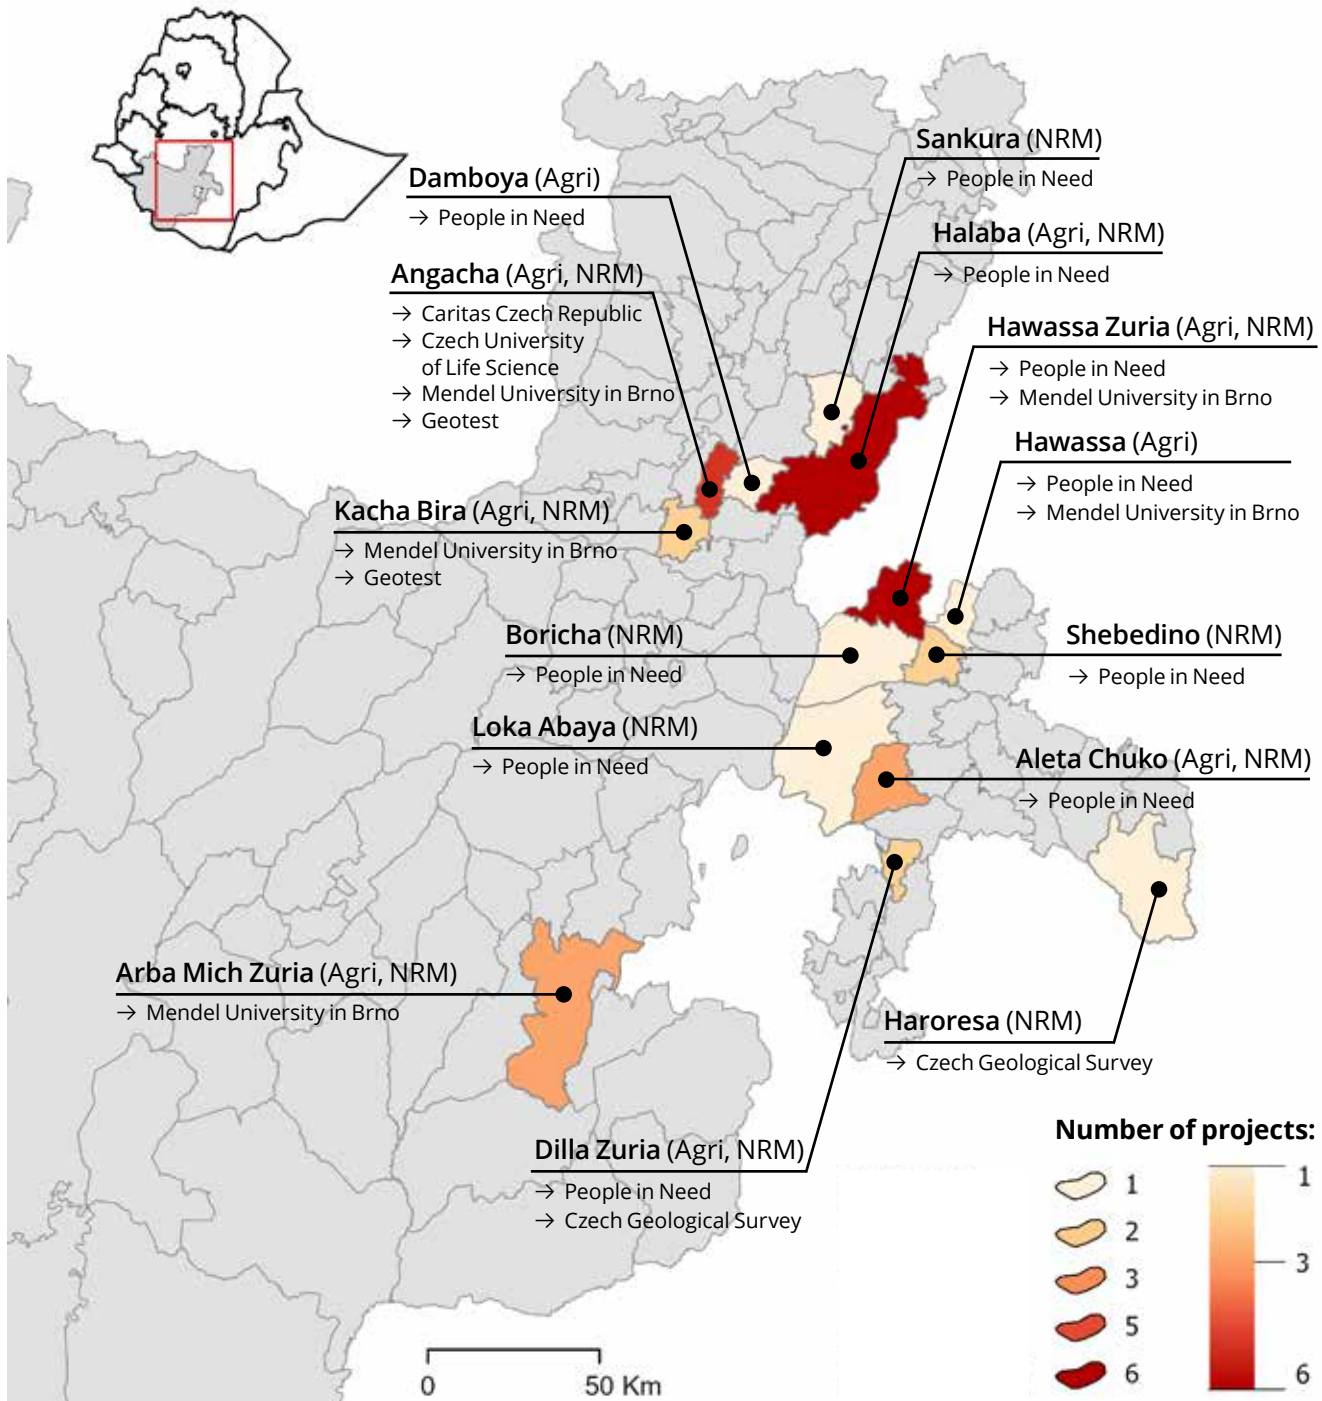 Sankura (NRM)
→ People in Need
Damboya (Agri)
→ People in Need
Halaba (Agri, NRM)
→ People in Need
Angacha (Agri, NRM)
→ Caritas Czech Republic
→ Czech University
of Life Science
→ Mendel University in Brno
→ Geotest
Hawassa Zuria (Agri, NRM)
→ People in Need
→ Mendel University in Brno
Hawassa (Agri)
→ People in Need
→ Mendel University in Brno
Kacha Bira (Agri, NRM)
→ Mendel University in Brno
→ Geotest
Boricha (NRM)
→ People in Need
Shebedino (NRM)
→ People in Need
Loka Abaya (NRM)
→ People in Need
Aleta Chuko (Agri, NRM)
→ People in Need
Arba Mich Zuria (Agri, NRM)
→ Mendel University in Brno
Haroresa (NRM)
→ Czech Geological Survey
Dilla Zuria (Agri, NRM)
→ People in Need
→ Czech Geological Survey
Number of projects:
1
2
3
5
6
1
3
6
0 50 Km